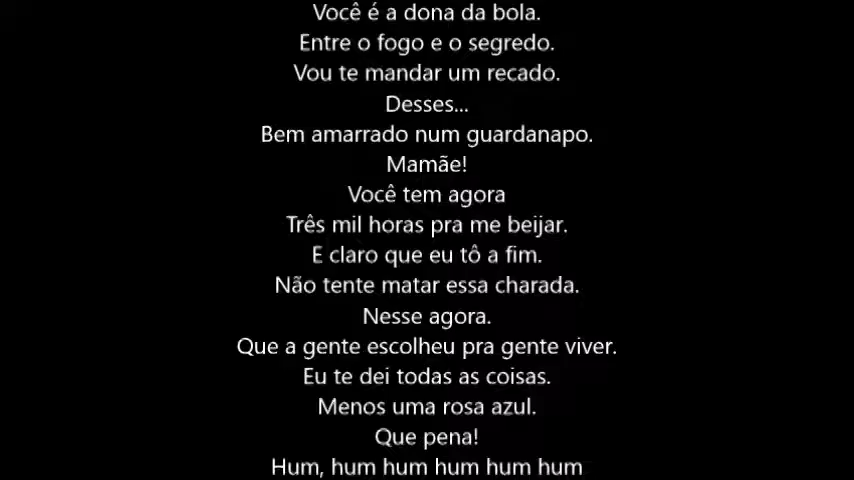 Você é a dona da bola.
Entre o fogo e o segredo.
Vou te mandar um recado.
Desses...
Bem amarrado num guardanapo.
Mamãe!
Você tem agora
Três mil horas pra me beijar.
E claro que eu tô a fim.
Não tente matar essa charada.
Nesse agora.
Que a gente escolheu pra gente viver.
Eu te dei todas as coisas.
Menos uma rosa azul.
Que pena!
Hum, hum hum hum hum hum